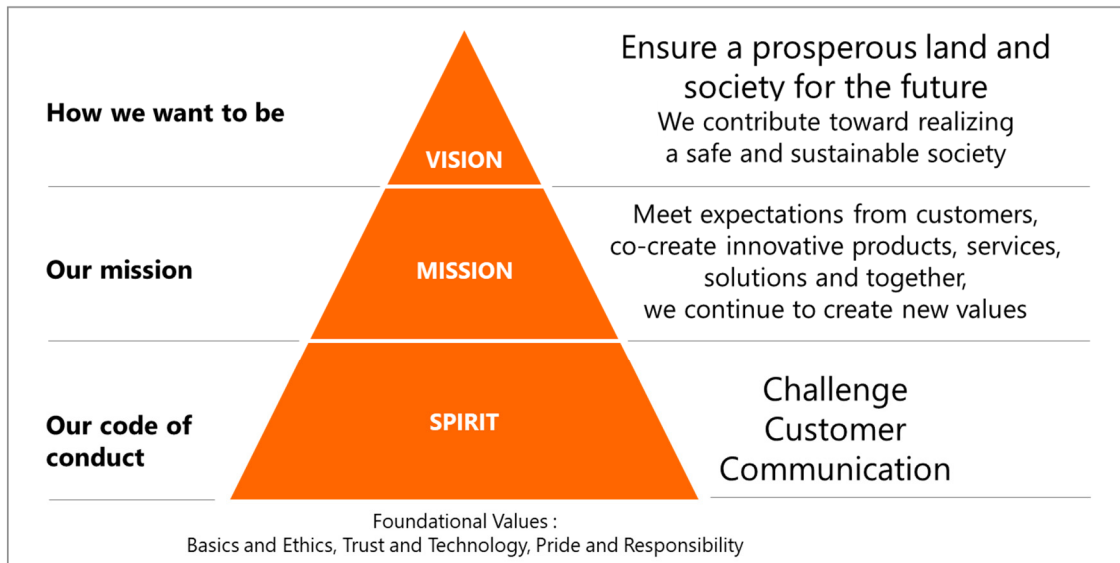 How we want to be
VISION
Ensure a prosperous land and
society for the future
We contribute toward realizing
a safe and sustainable society
Our mission
MISSION
Meet expectations from customers,
co-create innovative products, services,
solutions and together,
we continue to create new values
Our code of
conduct
SPIRIT
Challenge
Customer
Communication
Foundational Values :
Basics and Ethics, Trust and Technology, Pride and Responsibility